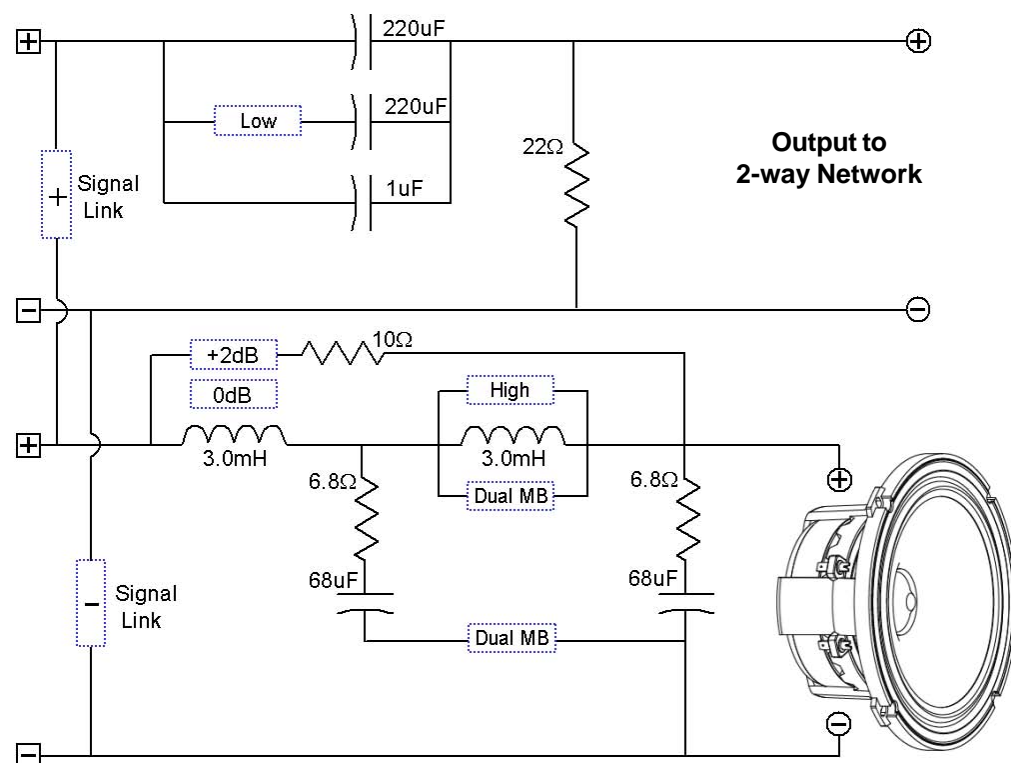 +
220uF
+
220uF
Low
1uF
22Ω
Output to
2-way Network
+
Signal
Link
-
-
10Ω
+2dB
0dB
High
+
3.0mH
3.0mH
+
6.8Ω
6.8Ω
Dual MB
68uF
68uF
-
Signal
Link
Dual MB
-
-